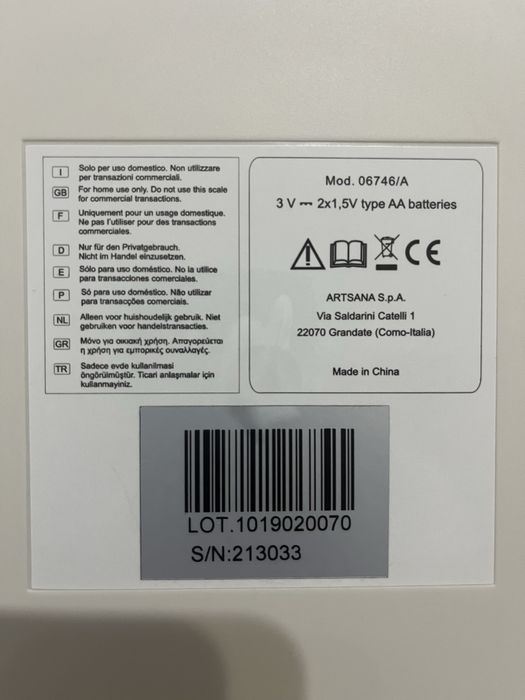 I
Solo per uso domestico. Non utilizzare
per transazioni commerciali.
GB
For home use only. Do not use this scale
for commercial transactions.
F
Uniquement pour un usage domestique.
Ne pas l'utiliser pour des transactions
commerciales.
D
Nur für den Privatgebrauch.
Nicht im Handel einzusetzen.
E
Sólo para uso doméstico. No la utilice
para transacciones comerciales.
P
Só para uso doméstico. Não utilizar
para transacções comerciais.
NL
Alleen voor huishoudelijk gebruik. Niet
gebruiken voor handelstransacties.
GR
Μόνο για οικιακή χρήση. Απαγορεύεται
η χρήση για εμπορικές συναλλαγές.
TR
Sadece evde kullanilmasi
öngörülmüştür. Ticari anlaşmalar için
kullanmayiniz.
Mod. 06746/A
3 V 2x1,5V type AA batteries
CE
ARTSANA S.p.A.
Via Saldarini Catelli 1
22070 Grandate (Como-Italia)
Made in China
LOT.1019020070
S/N:213033